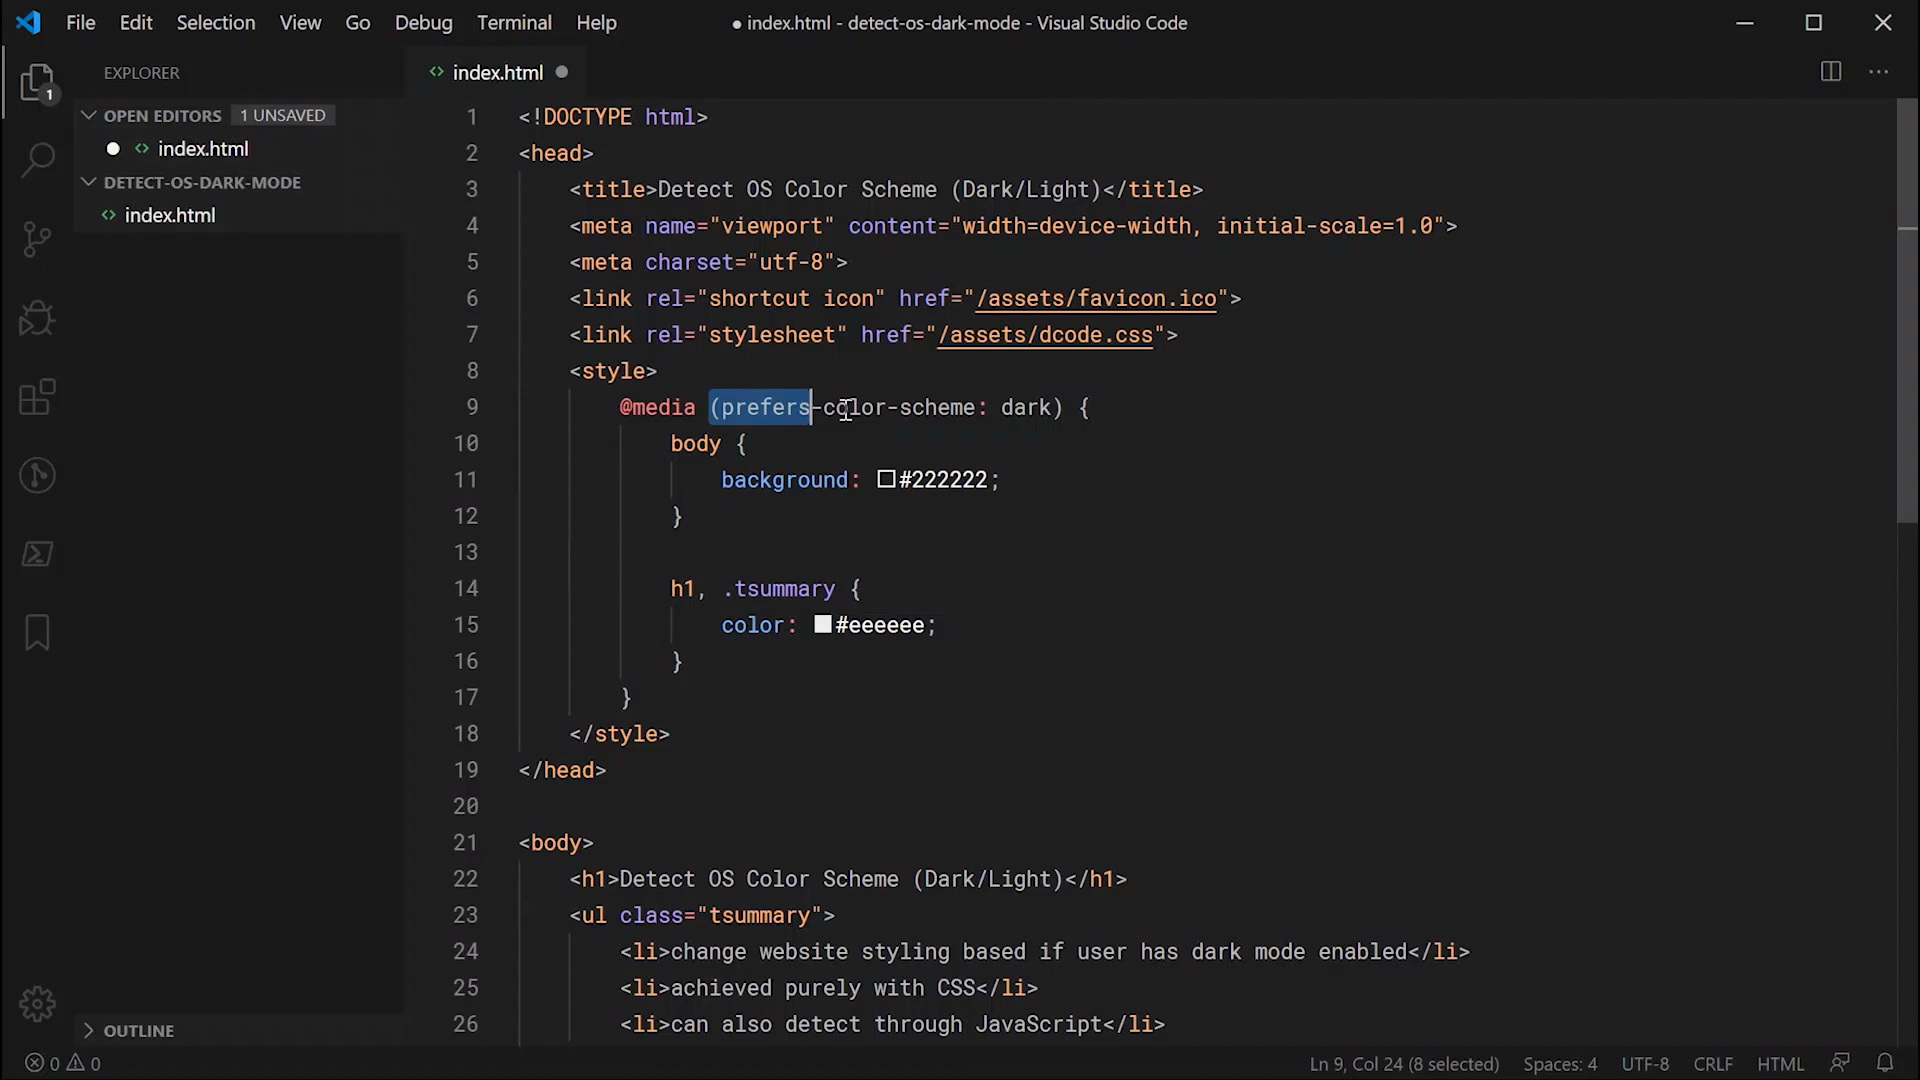 File Edit Selection View Go Debug Terminal Help ● index.html - detect-os-dark-mode - Visual Studio Code
EXPLORER
index.html
1
OPEN EDITORS 1 UNSAVED
index.html
DETECT-OS-DARK-MODE
index.html
1 <!DOCTYPE html>
2 <head>
3 <title>Detect OS Color Scheme (Dark/Light)</title>
4 <meta name="viewport" content="width=device-width, initial-scale=1.0">
5 <meta charset="utf-8">
6 <link rel="shortcut icon" href="/assets/favicon.ico">
7 <link rel="stylesheet" href="/assets/dcode.css">
8 <style>
9 @media (prefers-color-scheme: dark) {
10 body {
11 background: #222222;
12 }
13
14 h1, .tsummary {
15 color: #eeeeee;
16 }
17 }
18 </style>
19 </head>
20
21 <body>
22 <h1>Detect OS Color Scheme (Dark/Light)</h1>
23 <ul class="tsummary">
24 <li>change website styling based if user has dark mode enabled</li>
25 <li>achieved purely with CSS</li>
26 <li>can also detect through JavaScript</li>
OUTLINE
0 0 Ln 9, Col 24 (8 selected) Spaces: 4 UTF-8 CRLF HTML